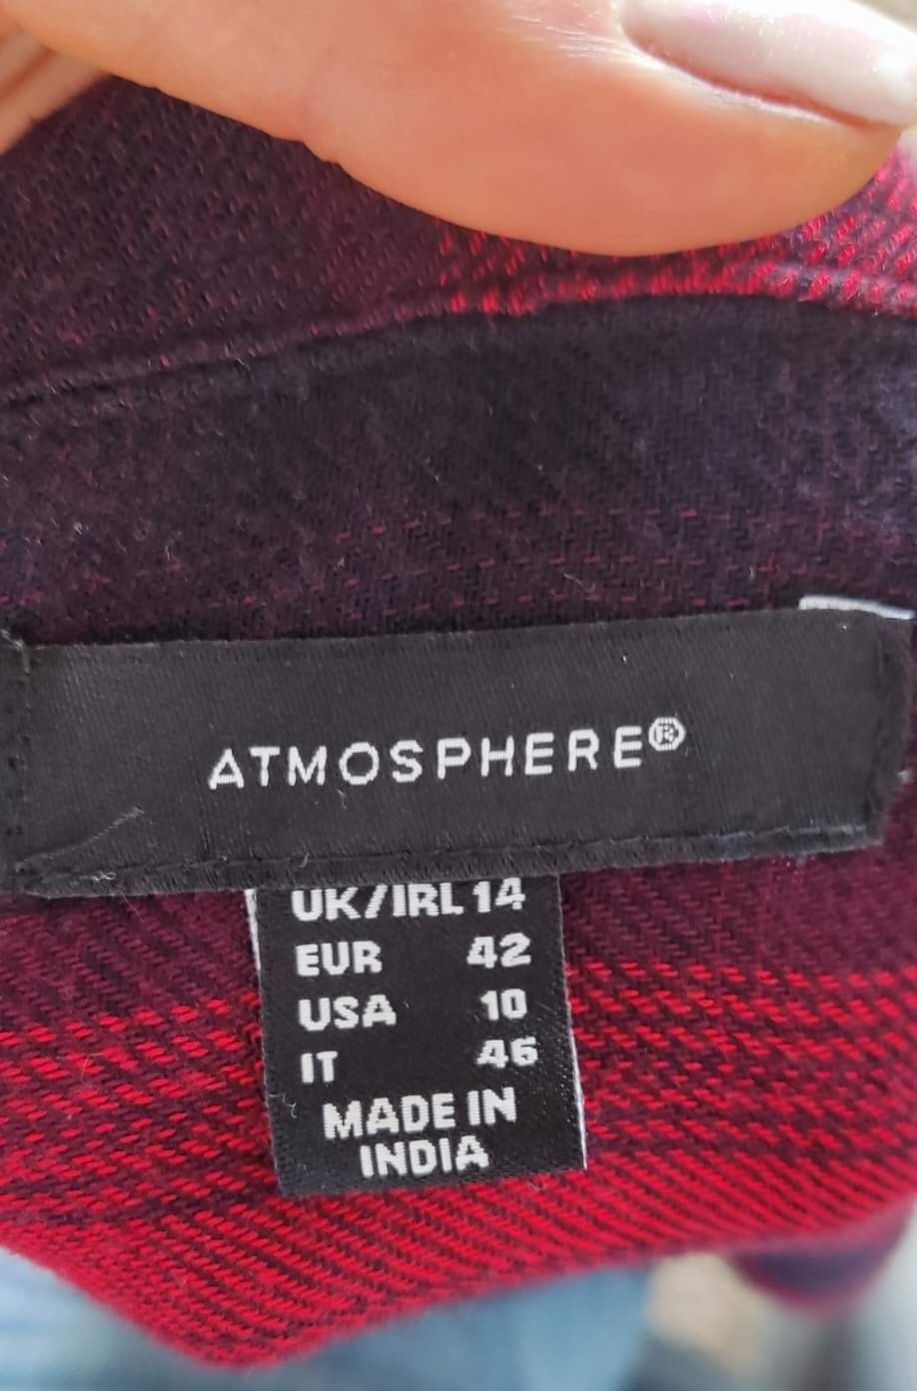 ATMOSPHERE®
UK/IRL 14
EUR 42
USA 10
IT 46
MADE IN
INDIA